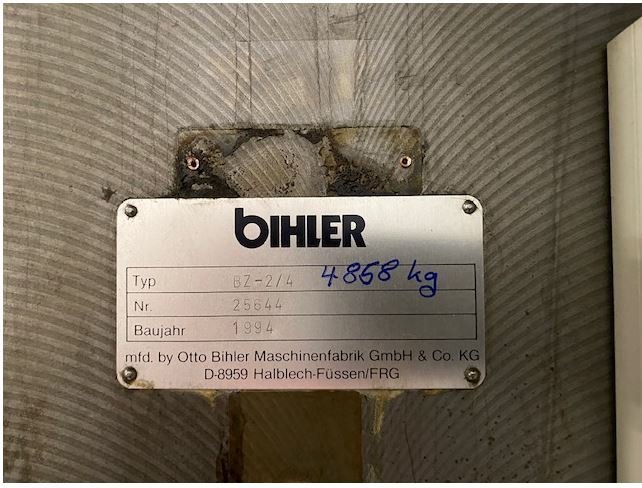 BIHLER
Typ BZ-2/4 4858 kg
Nr. 25644
Baujahr 1994
mfd. by Otto Bihler Maschinenfabrik GmbH & Co. KG
D-8959 Halblech-Füssen/FRG